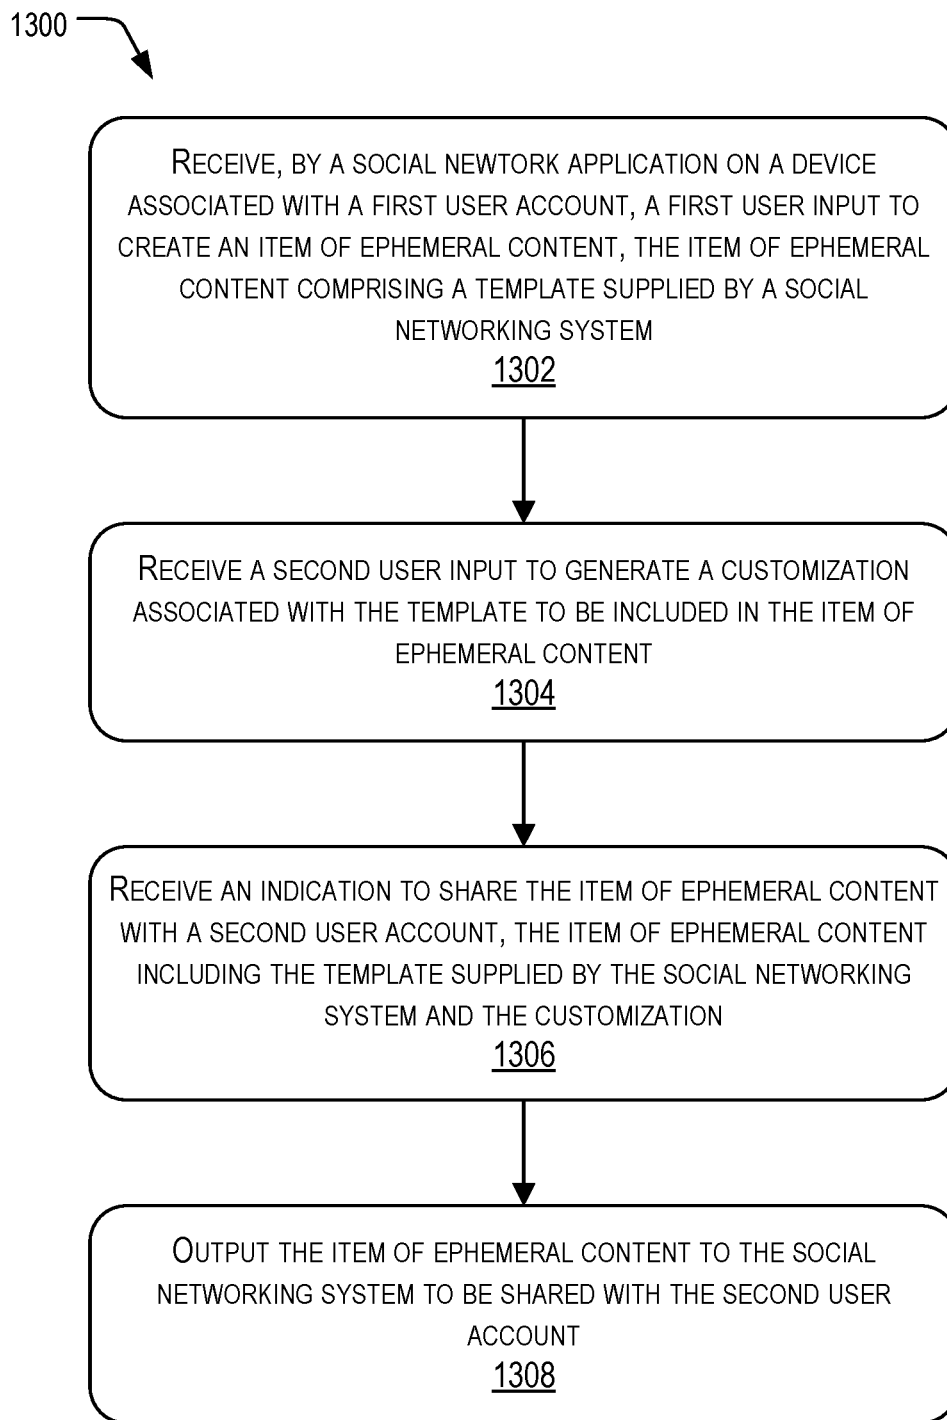 1300
RECEIVE, BY A SOCIAL NEWTORK APPLICATION ON A DEVICE
ASSOCIATED WITH A FIRST USER ACCOUNT, A FIRST USER INPUT TO
CREATE AN ITEM OF EPHEMERAL CONTENT, THE ITEM OF EPHEMERAL
CONTENT COMPRISING A TEMPLATE SUPPLIED BY A SOCIAL
NETWORKING SYSTEM
1302
RECEIVE A SECOND USER INPUT TO GENERATE A CUSTOMIZATION
ASSOCIATED WITH THE TEMPLATE TO BE INCLUDED IN THE ITEM OF
EPHEMERAL CONTENT
1304
RECEIVE AN INDICATION TO SHARE THE ITEM OF EPHEMERAL CONTENT
WITH A SECOND USER ACCOUNT, THE ITEM OF EPHEMERAL CONTENT
INCLUDING THE TEMPLATE SUPPLIED BY THE SOCIAL NETWORKING
SYSTEM AND THE CUSTOMIZATION
1306
OUTPUT THE ITEM OF EPHEMERAL CONTENT TO THE SOCIAL
NETWORKING SYSTEM TO BE SHARED WITH THE SECOND USER
ACCOUNT
1308